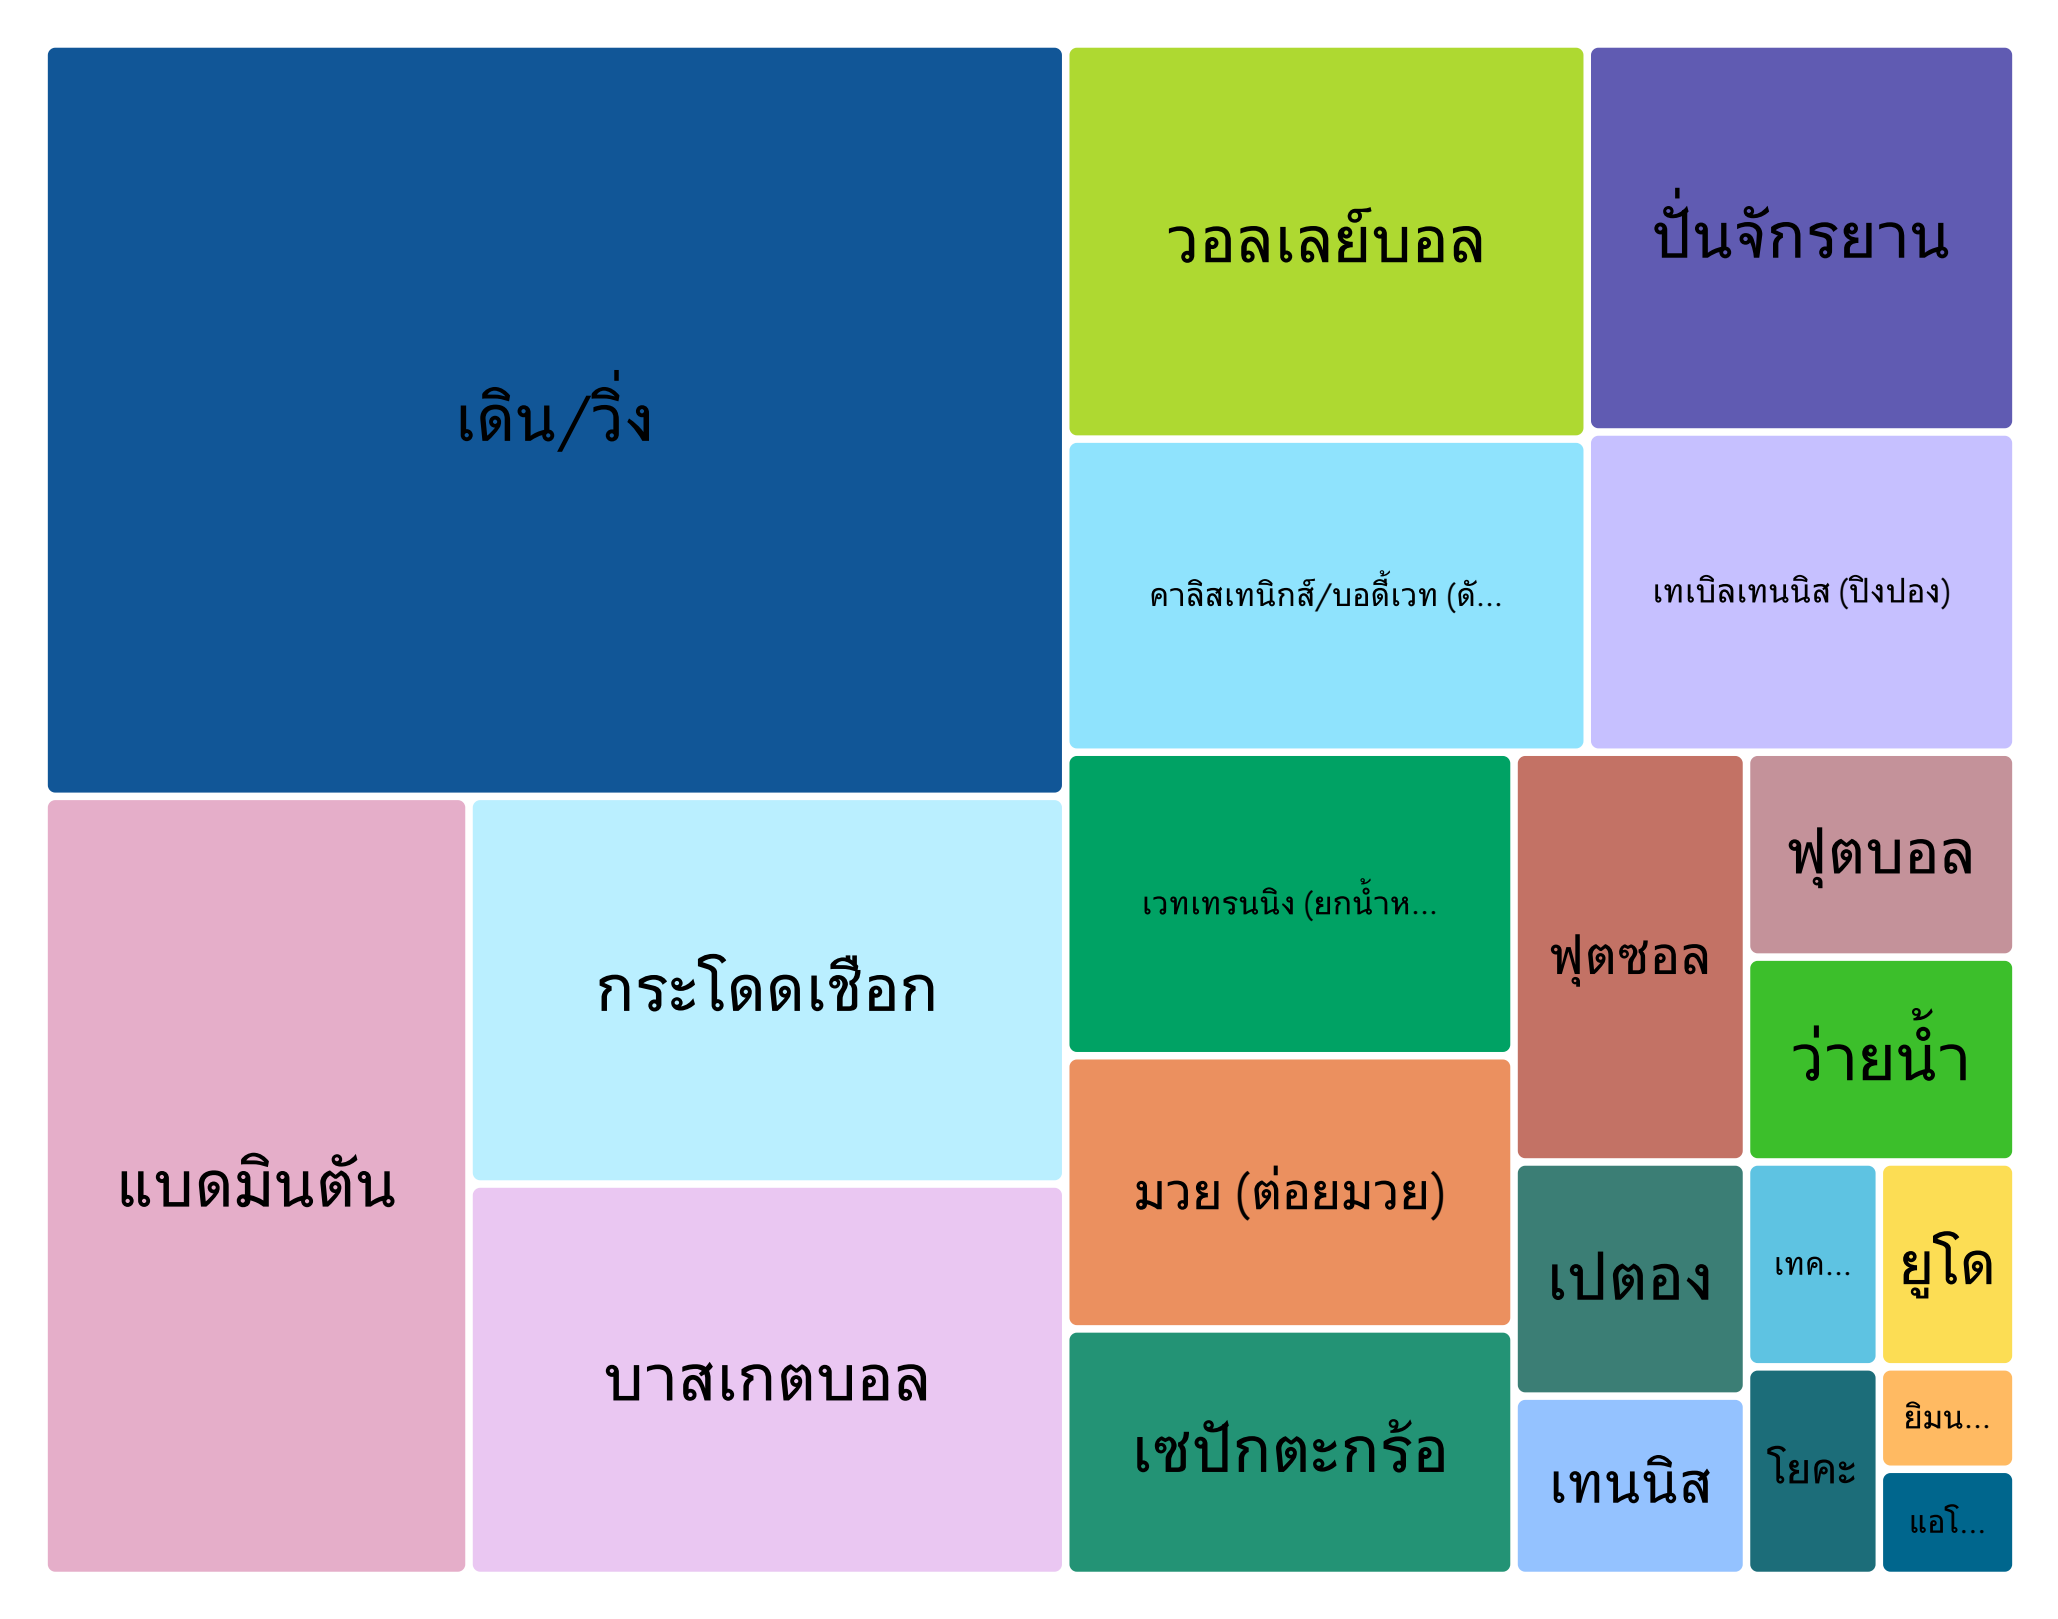 เดิน/วิ่ง
วอลเลย์บอล
ปั่นจักรยาน
คาลิสเทนิกส์/บอดี้เวท (ดั...
เทเบิลเทนนิส (ปิงปอง)
แบดมินตัน
กระโดดเชือก
บาสเกตบอล
เวทเทรนนิง (ยกน้ำห...
มวย (ต่อยมวย)
เซปักตะกร้อ
ฟุตซอล
ฟุตบอล
ว่ายน้ำ
เปตอง
เทนนิส
เทค...
ยูโด
โยคะ
ยิมน...
แอโ...